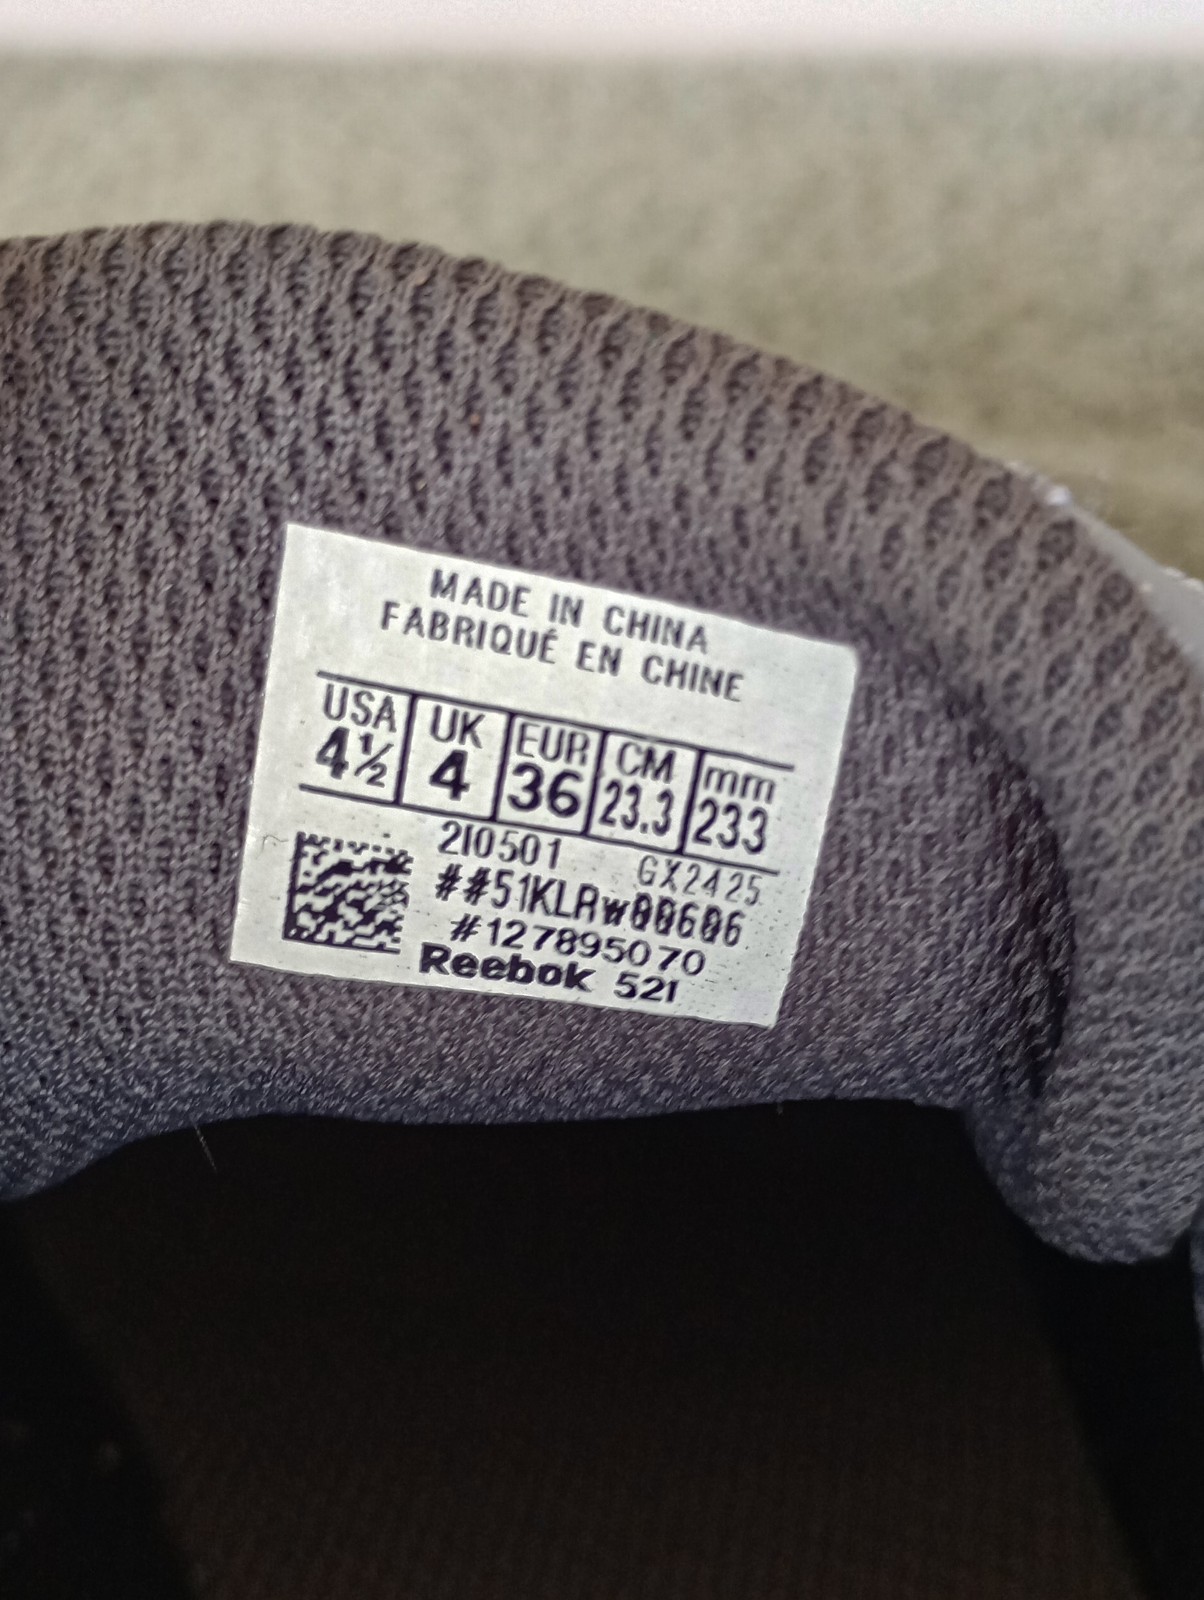 MADE IN CHINA
FABRIQUÉ EN CHINE
USA UK EUR CM mm
4½ 4 36 23.3 233
210501 GX2425
#127895070
Reebok 521